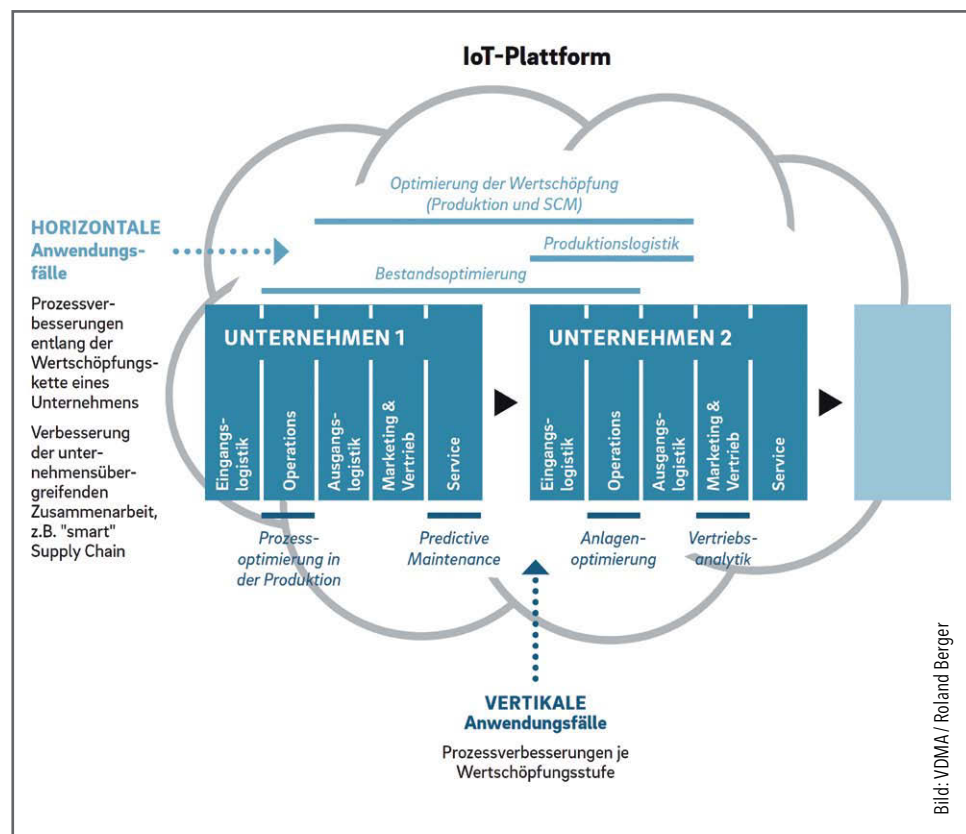 IoT-Plattform
Optimierung der Wertschöpfung
(Produktion und SCM)
Produktionslogistik
Bestandsoptimierung
HORIZONTALE
Anwendungs-
fälle
Prozessver-
besserungen
entlang der
Wertschöpfungs-
kette eines
Unternehmens
Verbesserung
der unter-
nehmensüber-
greifenden
Zusammenarbeit,
z.B. "smart"
Supply Chain
UNTERNEHMEN 1
Eingangs-
logistik
Operations
Ausgangs-
logistik
Marketing &
Vertrieb
Service
UNTERNEHMEN 2
Eingangs-
logistik
Operations
Ausgangs-
logistik
Marketing &
Vertrieb
Service
Prozess-
optimierung in
der Produktion
Predictive
Maintenance
Anlagen-
optimierung
Vertriebs-
analytik
VERTIKALE
Anwendungsfälle
Prozessverbesserungen je
Wertschöpfungsstufe
Bild: VDMA / Roland Berger